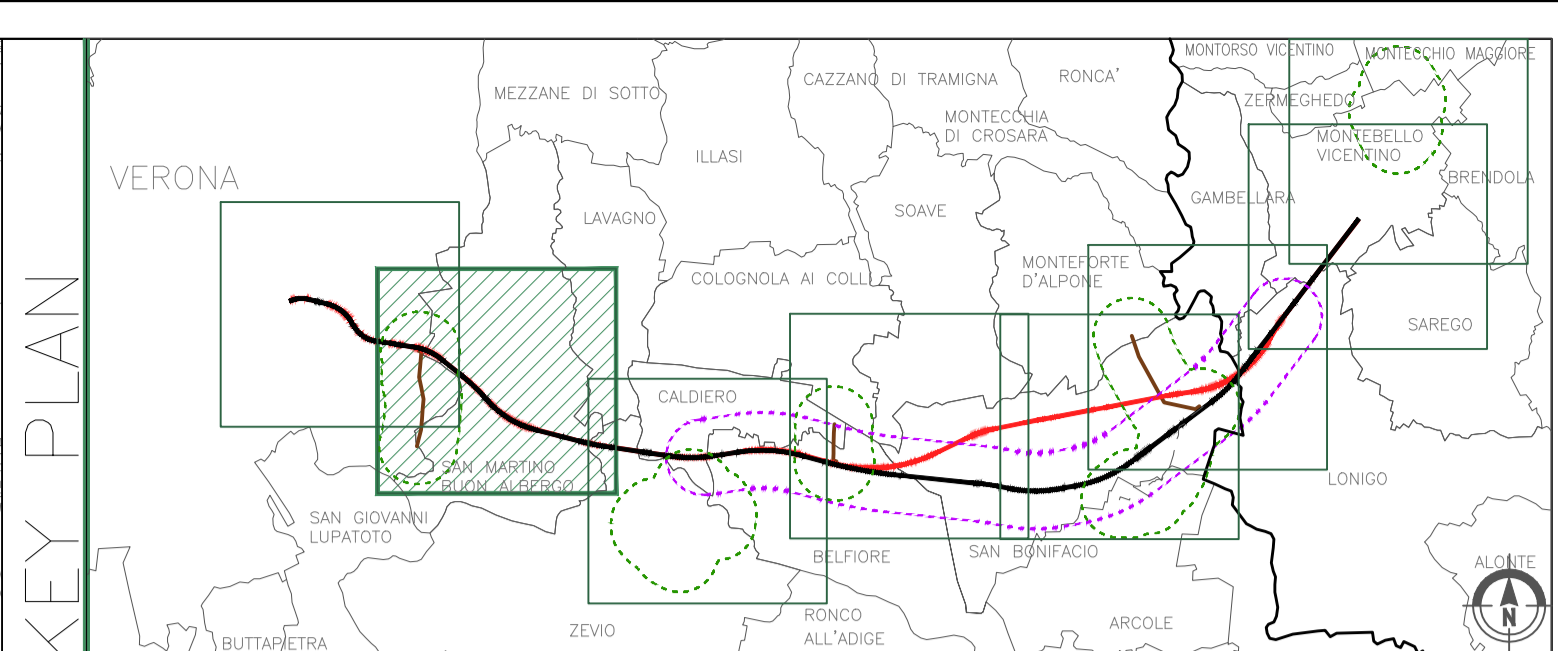 KEY PLAN
MONTORSO VICENTINO
MONTECCHIO MAGGIORE
RONCA'
CAZZANO DI TRAMIGNA
MEZZANE DI SOTTO
ZERMEGHEDO
MONTECCHIA
DI CROSARA
MONTEBELLO
VICENTINO
ILLASI
VERONA
BRENDOLA
GAMBELLARA
SOAVE
LAVAGNO
MONTEFORTE
D'ALPONE
COLOGNOLA AI COLLI
SAREGO
CALDIERO
SAN MARTINO
BUON ALBERGO
LONIGO
SAN GIOVANNI
LUPATOTO
SAN BONIFACIO
BELFIORE
ALONTE
N
RONCO
ALL'ADIGE
ARCOLE
ZEVIO
BUTTAPIETRA